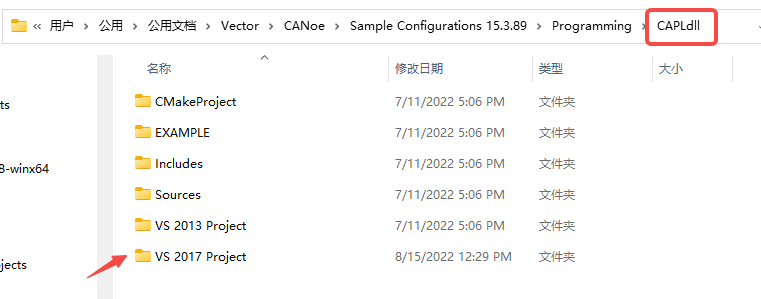 « 用户 › 公用 › 公用文档 › Vector › CANoe › Sample Configurations 15.3.89 › Programming › CAPLdll
名称 修改日期 类型 大小
CMakeProject 7/11/2022 5:06 PM 文件夹
ts EXAMPLE 7/11/2022 5:06 PM 文件夹
8-winx64 Includes 7/11/2022 5:06 PM 文件夹
Sources 7/11/2022 5:06 PM 文件夹
VS 2013 Project 7/11/2022 5:06 PM 文件夹
jects VS 2017 Project 8/15/2022 12:29 PM 文件夹